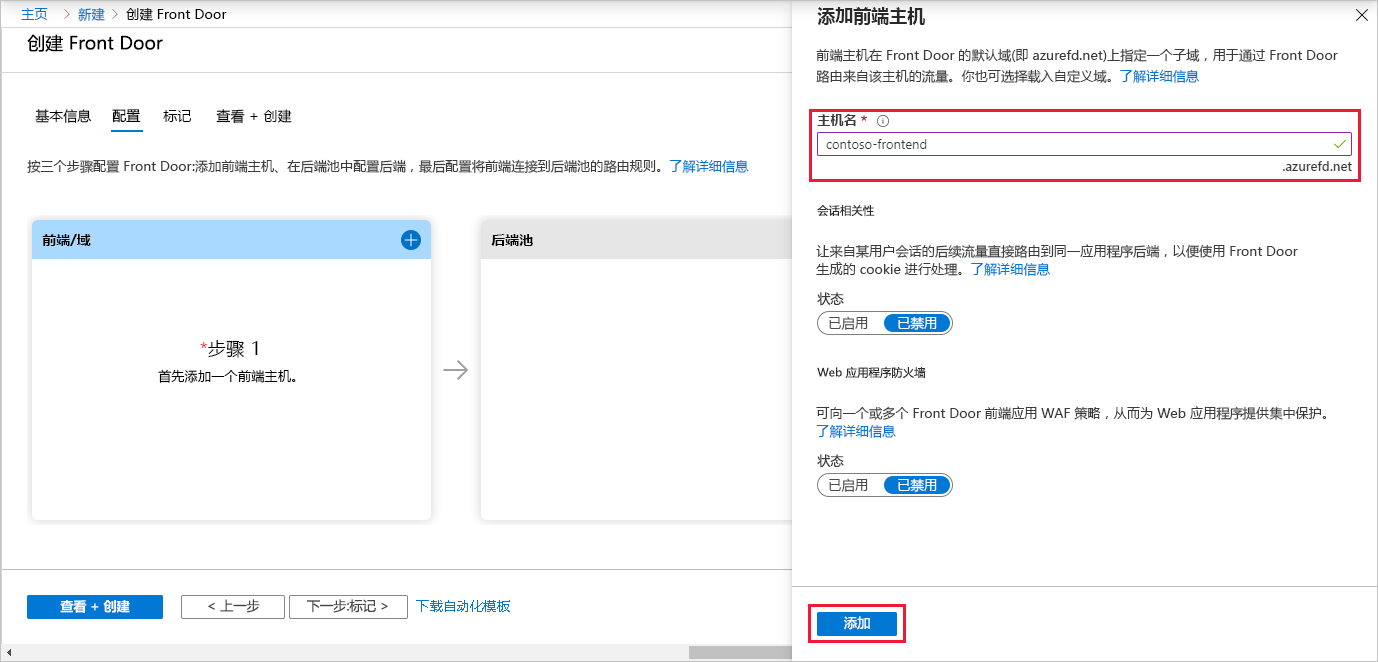 主页 > 新建 > 创建 Front Door
创建 Front Door
基本信息 配置 标记 查看 + 创建
按三个步骤配置 Front Door:添加前端主机、在后端池中配置后端，最后配置将前端连接到后端池的路由规则。了解详细信息
前端/域
*步骤 1
首先添加一个前端主机。
后端池
查看 + 创建
< 上一步
下一步:标记 >
下载自动化模板
添加前端主机
前端主机在 Front Door 的默认域(即 azurefd.net)上指定一个子域，用于通过 Front Door
路由来自该主机的流量。你也可选择载入自定义域。了解详细信息
主机名 *
contoso-frontend
.azurefd.net
会话相关性
让来自某用户会话的后续流量直接路由到同一应用程序后端，以便使用 Front Door
生成的 cookie 进行处理。了解详细信息
状态
已启用 已禁用
Web 应用程序防火墙
可向一个或多个 Front Door 前端应用 WAF 策略，从而为 Web 应用程序提供集中保护。
了解详细信息
状态
已启用 已禁用
添加